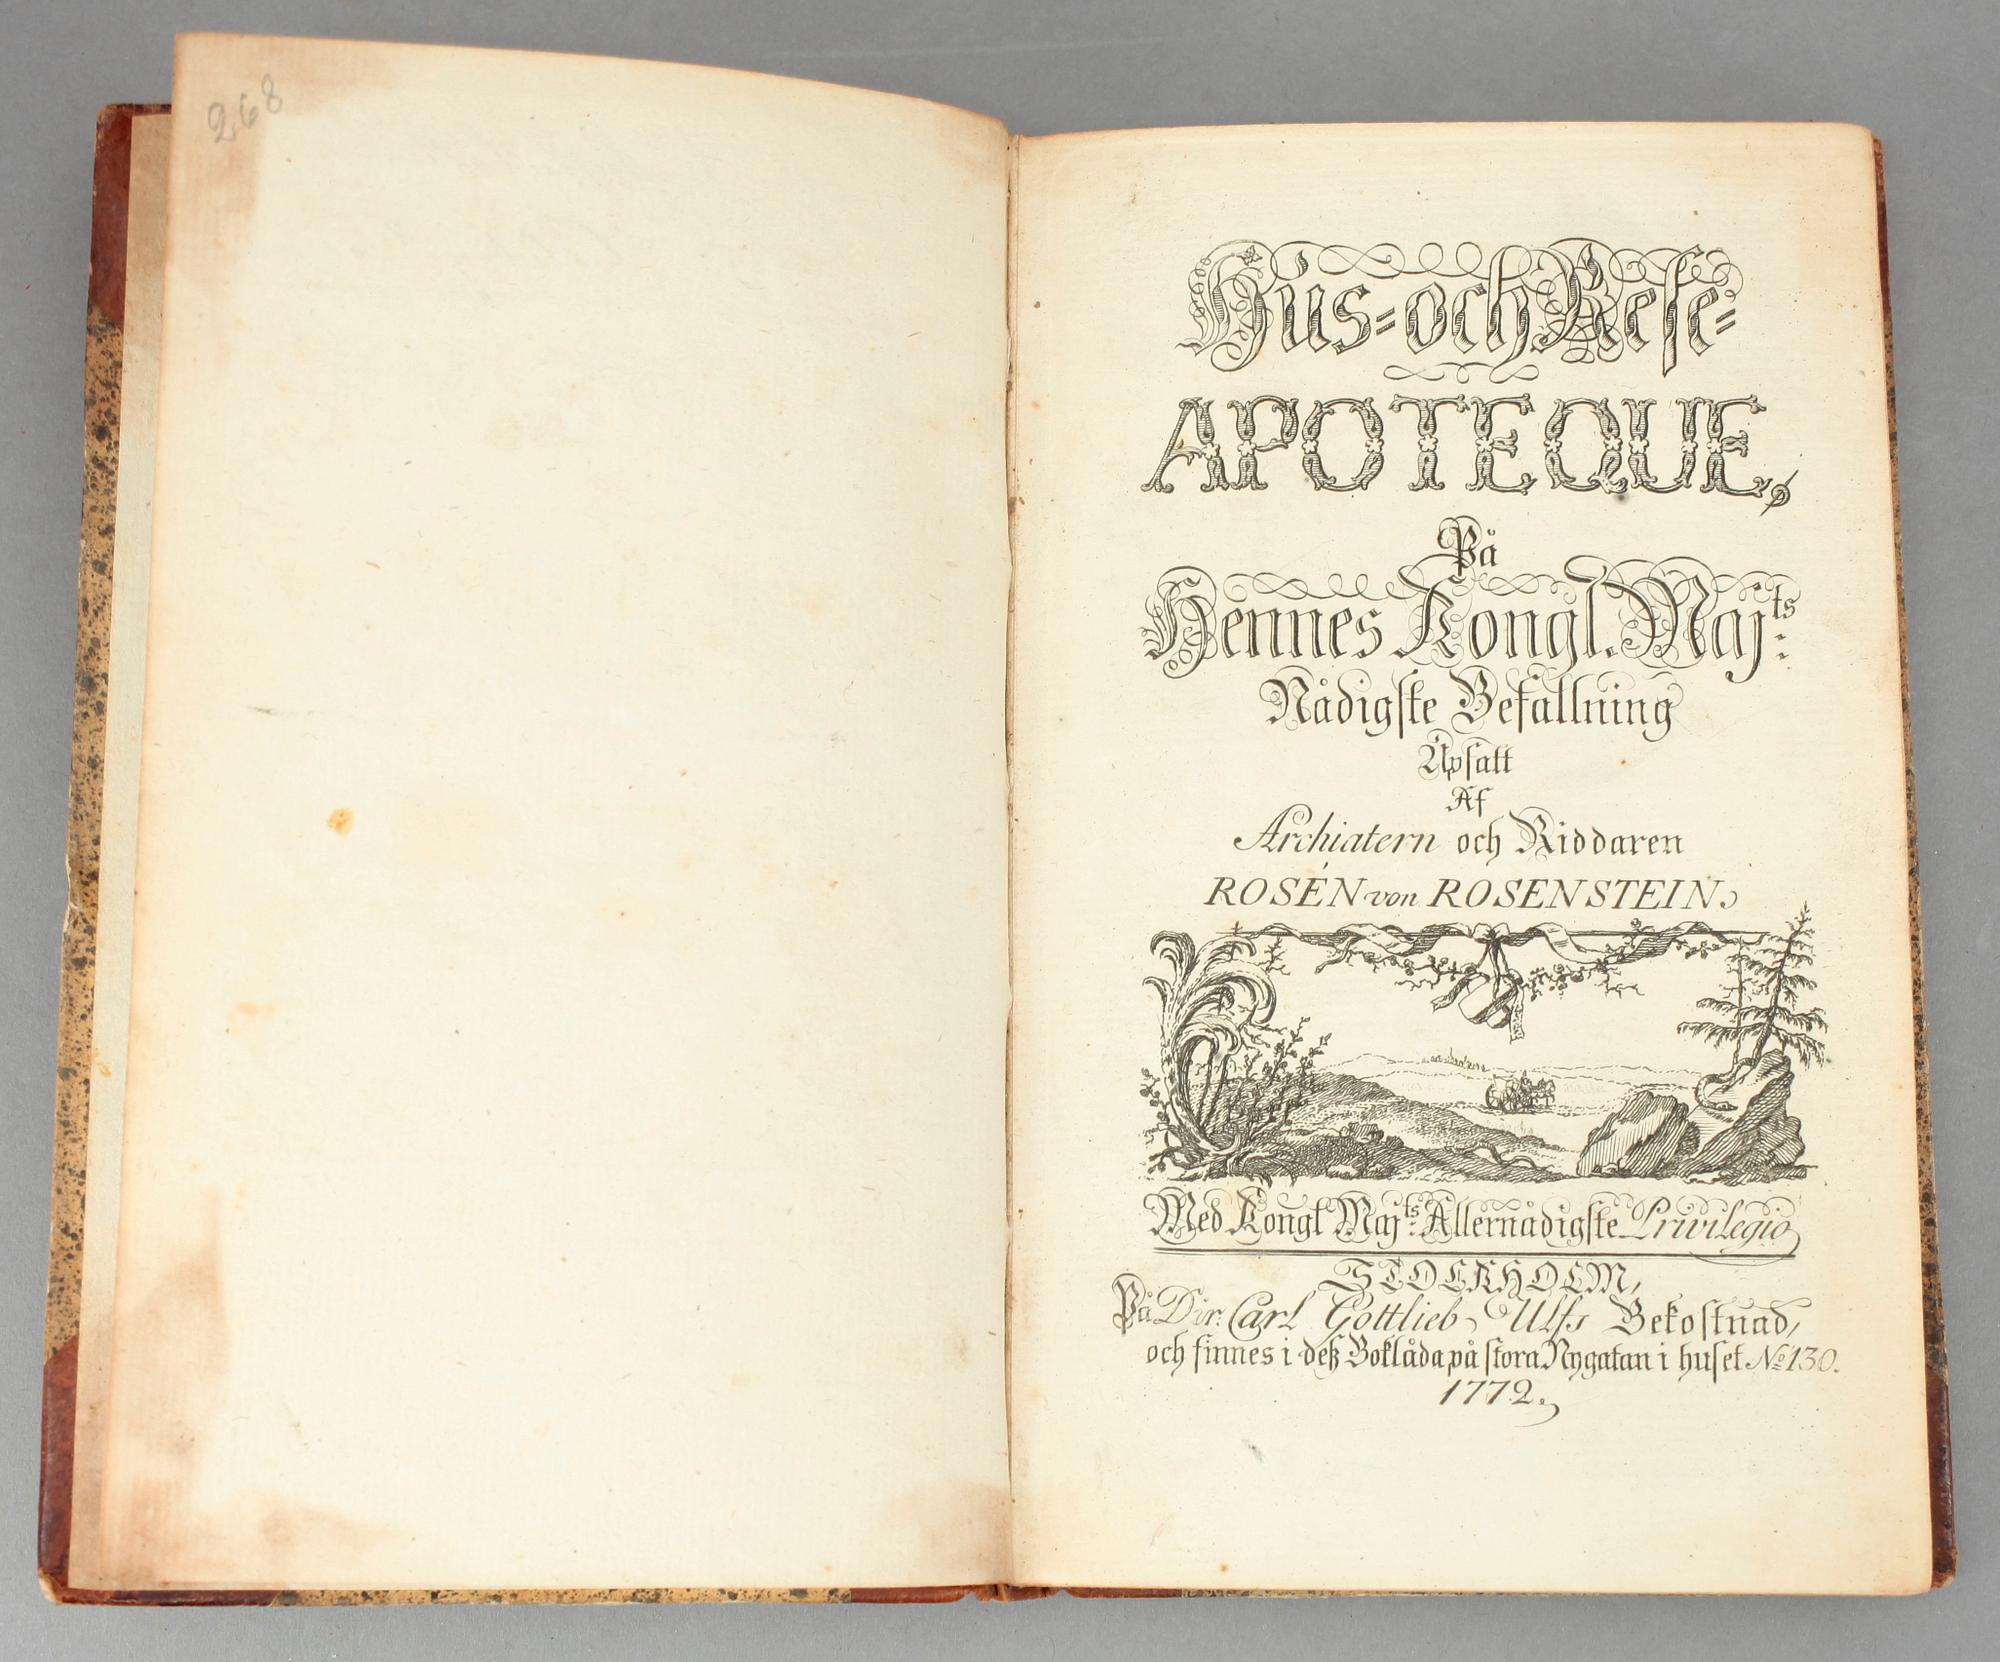 268
Hus- och Rese-
APOTEQUE,
På
Hennes Kongl. Maj:ts
Nådigste Befallning
Upsatt
Af
Archiatern och Riddaren
ROSÉN von ROSENSTEIN,
Med Kongl Maj:ts Allernådigste Privilegio
STOCKHOLM,
På Dir: Carl Gottlieb Ulfs Bekostnad,
och finnes i deß Boklåda på stora Nygatan i huset No 130.
1772.